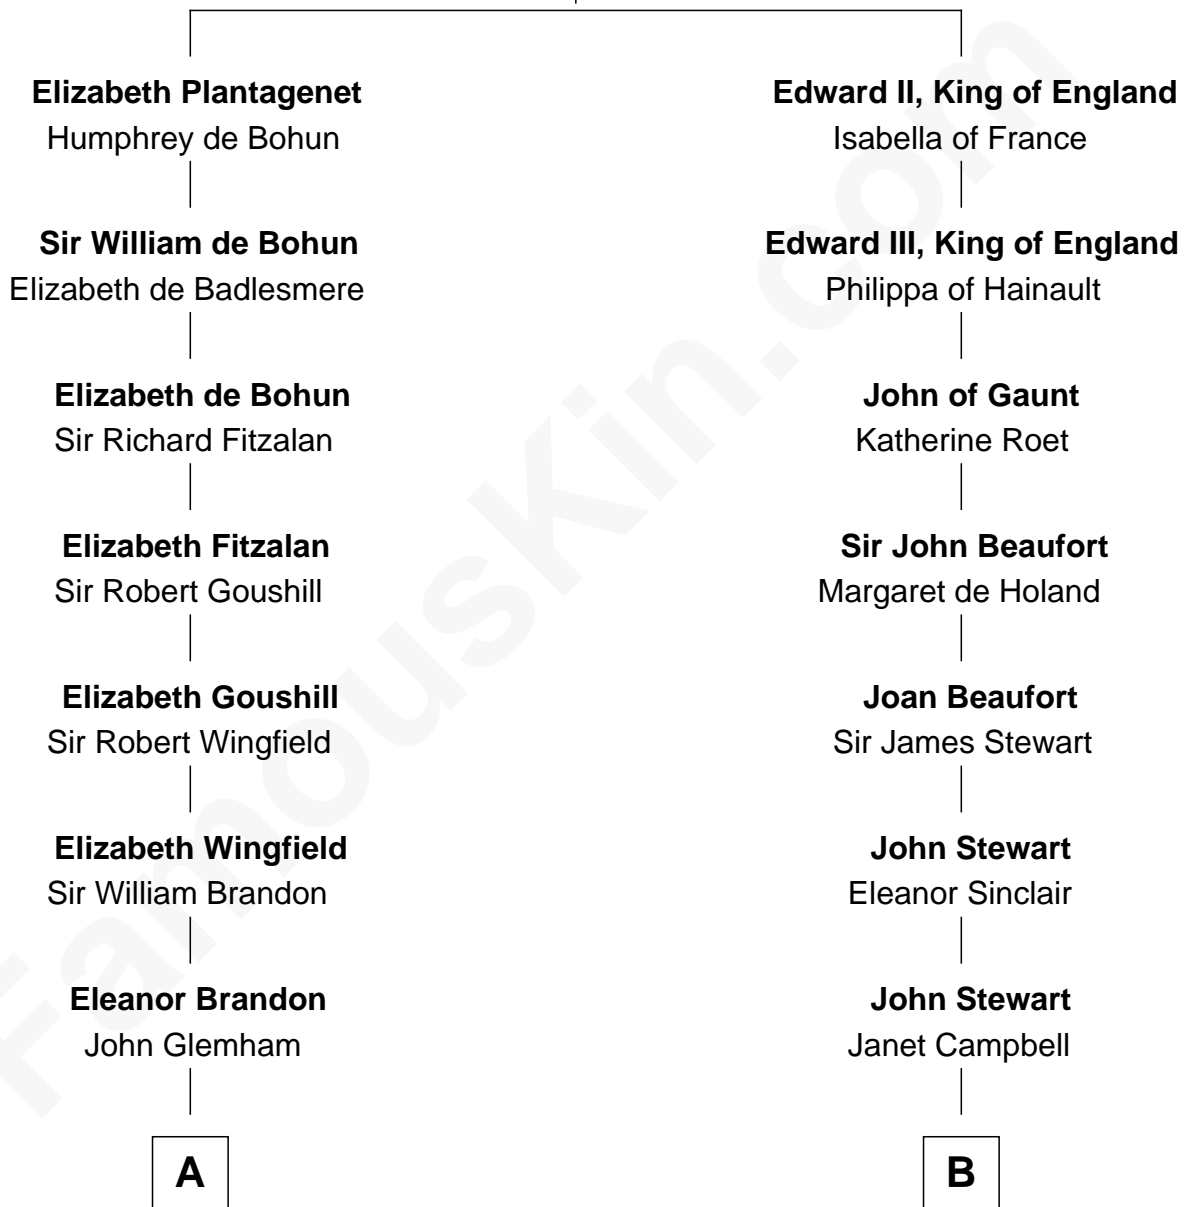 Elizabeth Plantagenet
Humphrey de Bohun
Sir William de Bohun
Elizabeth de Badlesmere
Elizabeth de Bohun
Sir Richard Fitzalan
Elizabeth Fitzalan
Sir Robert Goushill
Elizabeth Goushill
Sir Robert Wingfield
Elizabeth Wingfield
Sir William Brandon
Eleanor Brandon
John Glemham
A
Edward II, King of England
Isabella of France
Edward III, King of England
Philippa of Hainault
John of Gaunt
Katherine Roet
Sir John Beaufort
Margaret de Holand
Joan Beaufort
Sir James Stewart
John Stewart
Eleanor Sinclair
John Stewart
Janet Campbell
B
FamousKin.com